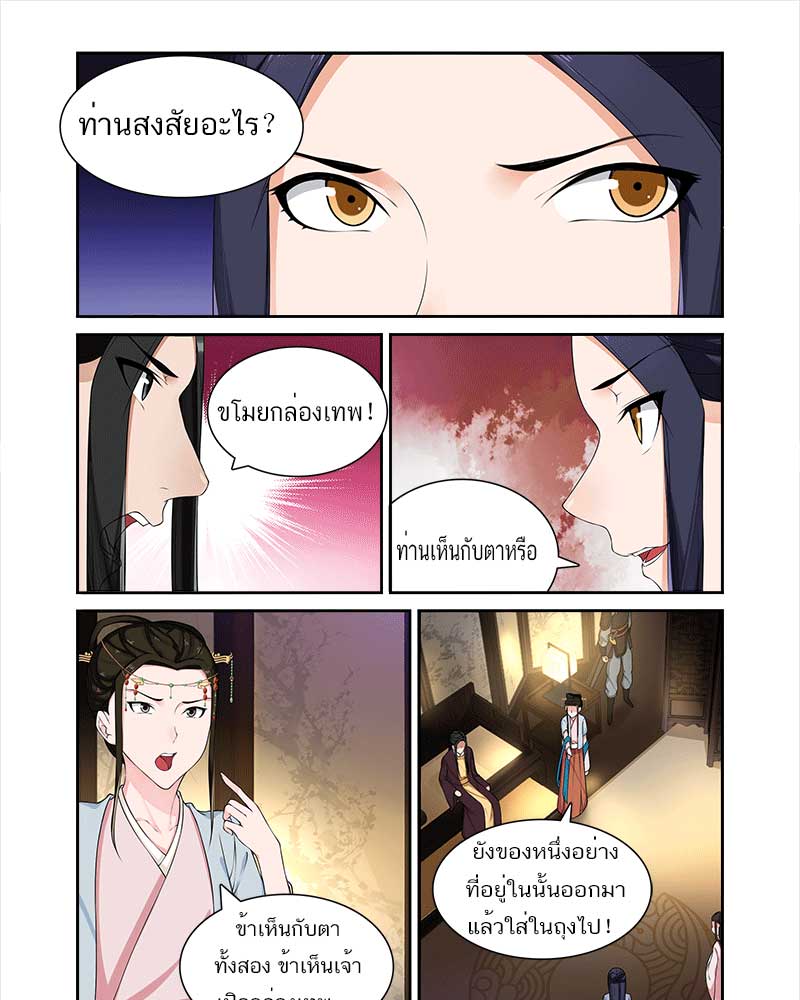 ท่านสงสัยอะไร?
ขโมยกล่องเทพ!
ท่านเห็นกับตาหรือ
ข้าเห็นกับตา
ทั้งสอง ข้าเห็นเจ้า
ยังของหนึ่งอย่าง
ที่อยู่ในนั้นออกมา
แล้วใส่ในถุงไป!